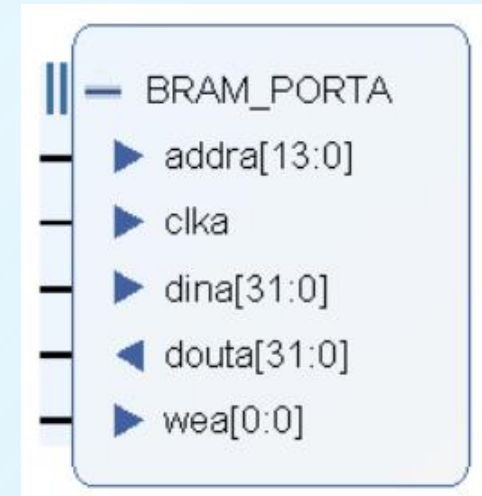 BRAM_PORTA
addra[13:0]
clka
dina[31:0]
douta[31:0]
wea[0:0]